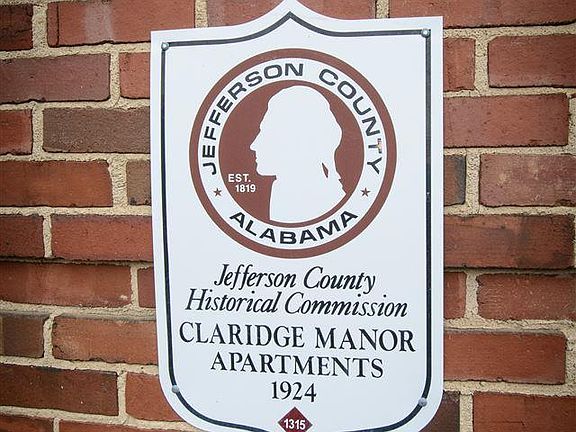 JEFFERSON COUNTY
EST.
1819
ALABAMA
Jefferson County
Historical Commission
CLARIDGE MANOR
APARTMENTS
1924
1315